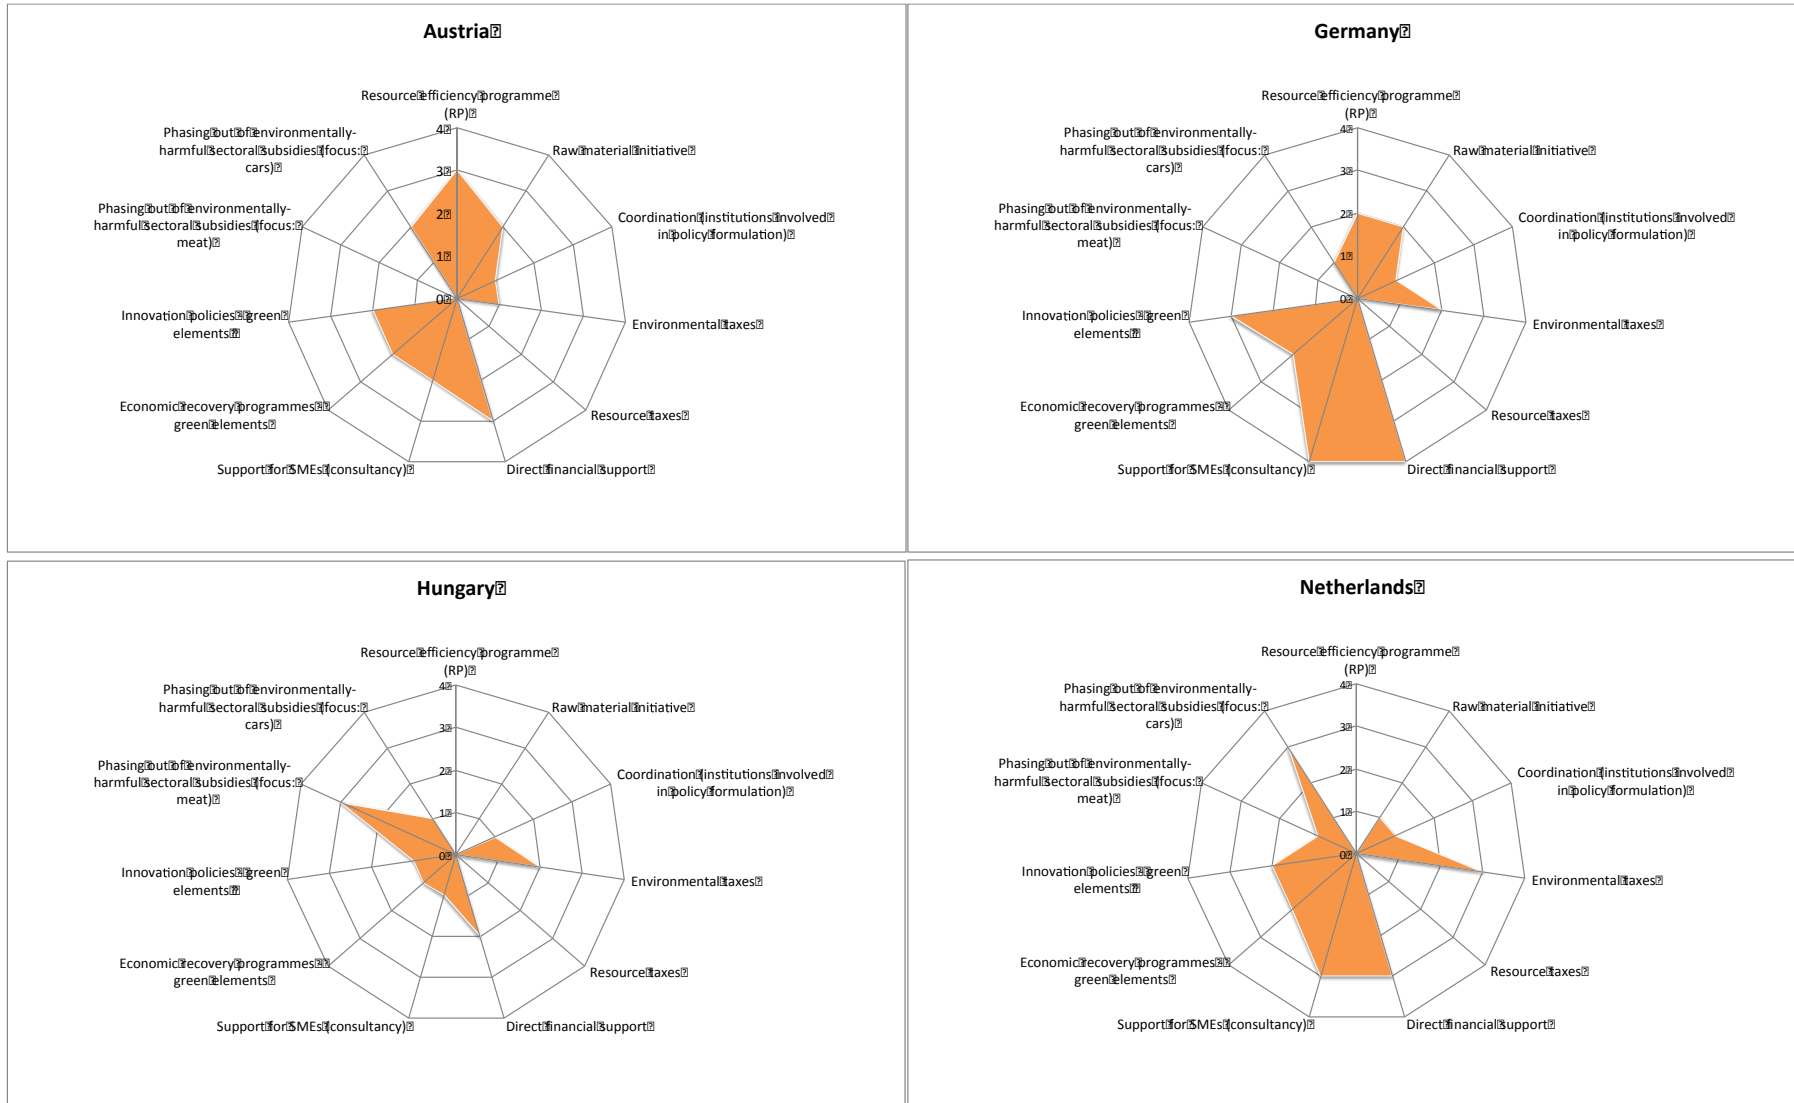 Austria
Resource efficiency programme
(RP)
Phasing out of environmentally-
harmful sectoral subsidies (focus:
cars)
Raw material initiative
Phasing out of environmentally-
harmful sectoral subsidies (focus:
meat)
Coordination (institutions involved
in policy formulation)
4
3
2
1
0
Innovation policies - green
elements
Environmental taxes
Economic recovery programmes -
green elements
Resource taxes
Support for SMEs (consultancy)
Direct financial support
Germany
Resource efficiency programme
(RP)
Phasing out of environmentally-
harmful sectoral subsidies (focus:
cars)
Raw material initiative
Phasing out of environmentally-
harmful sectoral subsidies (focus:
meat)
Coordination (institutions involved
in policy formulation)
4
3
2
1
0
Innovation policies - green
elements
Environmental taxes
Economic recovery programmes -
green elements
Resource taxes
Support for SMEs (consultancy)
Direct financial support
Hungary
Resource efficiency programme
(RP)
Phasing out of environmentally-
harmful sectoral subsidies (focus:
cars)
Raw material initiative
Phasing out of environmentally-
harmful sectoral subsidies (focus:
meat)
Coordination (institutions involved
in policy formulation)
4
3
2
1
0
Innovation policies - green
elements
Environmental taxes
Economic recovery programmes -
green elements
Resource taxes
Support for SMEs (consultancy)
Direct financial support
Netherlands
Resource efficiency programme
(RP)
Phasing out of environmentally-
harmful sectoral subsidies (focus:
cars)
Raw material initiative
Phasing out of environmentally-
harmful sectoral subsidies (focus:
meat)
Coordination (institutions involved
in policy formulation)
4
3
2
1
0
Innovation policies - green
elements
Environmental taxes
Economic recovery programmes -
green elements
Resource taxes
Support for SMEs (consultancy)
Direct financial support